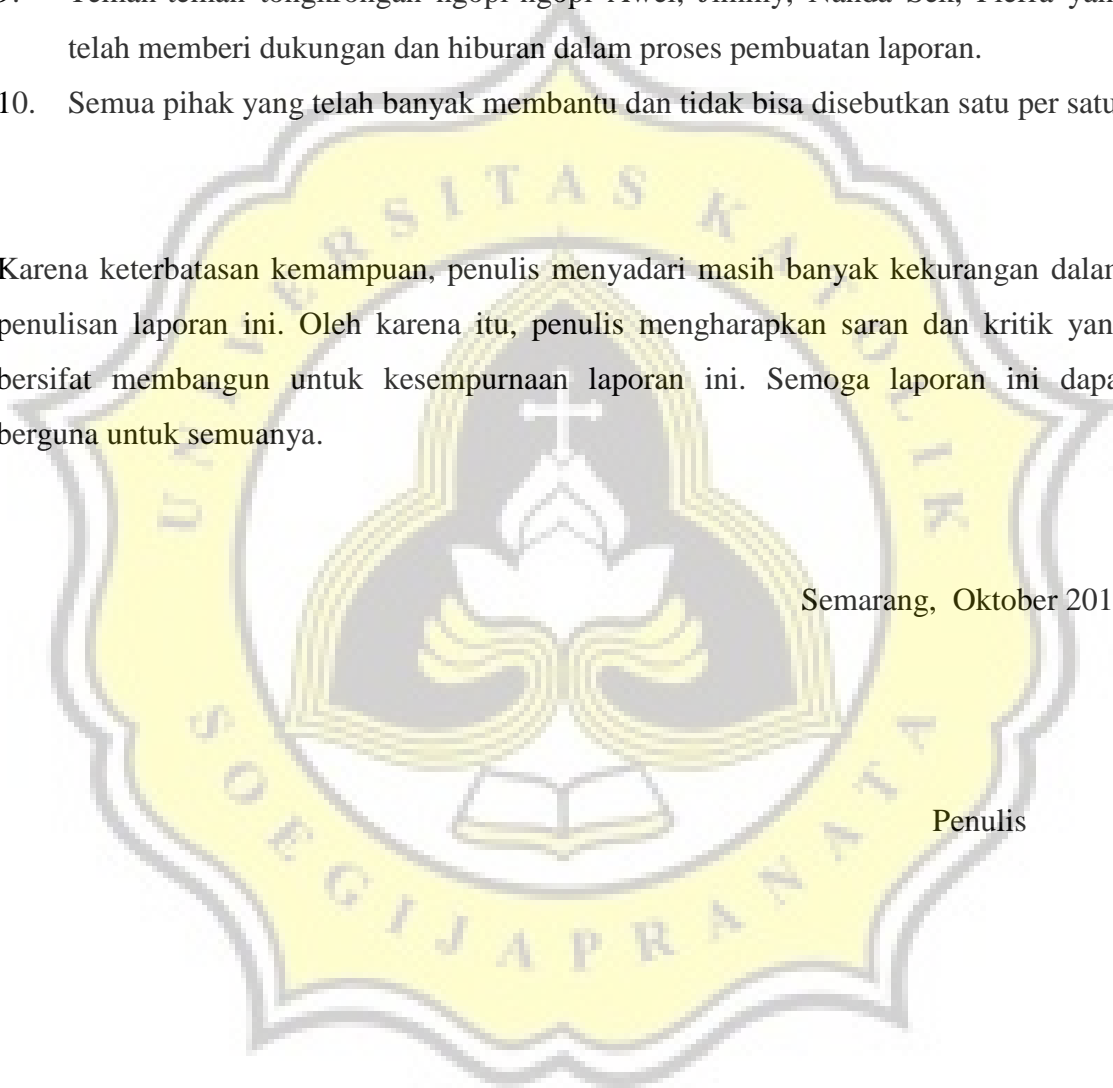 telah memberi dukungan dan hiburan dalam proses pembuatan laporan.
10. Semua pihak yang telah banyak membantu dan tidak bisa disebutkan satu per satu
Karena keterbatasan kemampuan, penulis menyadari masih banyak kekurangan
penulisan laporan ini. Oleh karena itu, penulis mengharapkan saran dan kritik
bersifat membangun untuk kesempurnaan laporan ini. Semoga laporan ini
berguna untuk semuanya.
Semarang, Oktober 201
Penulis
UNIVERSITAS KATOLIK
SOEGIJAPRANATA